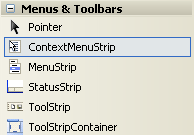 Menus & Toolbars
Pointer
ContextMenuStrip
MenuStrip
StatusStrip
ToolStrip
ToolStripContainer